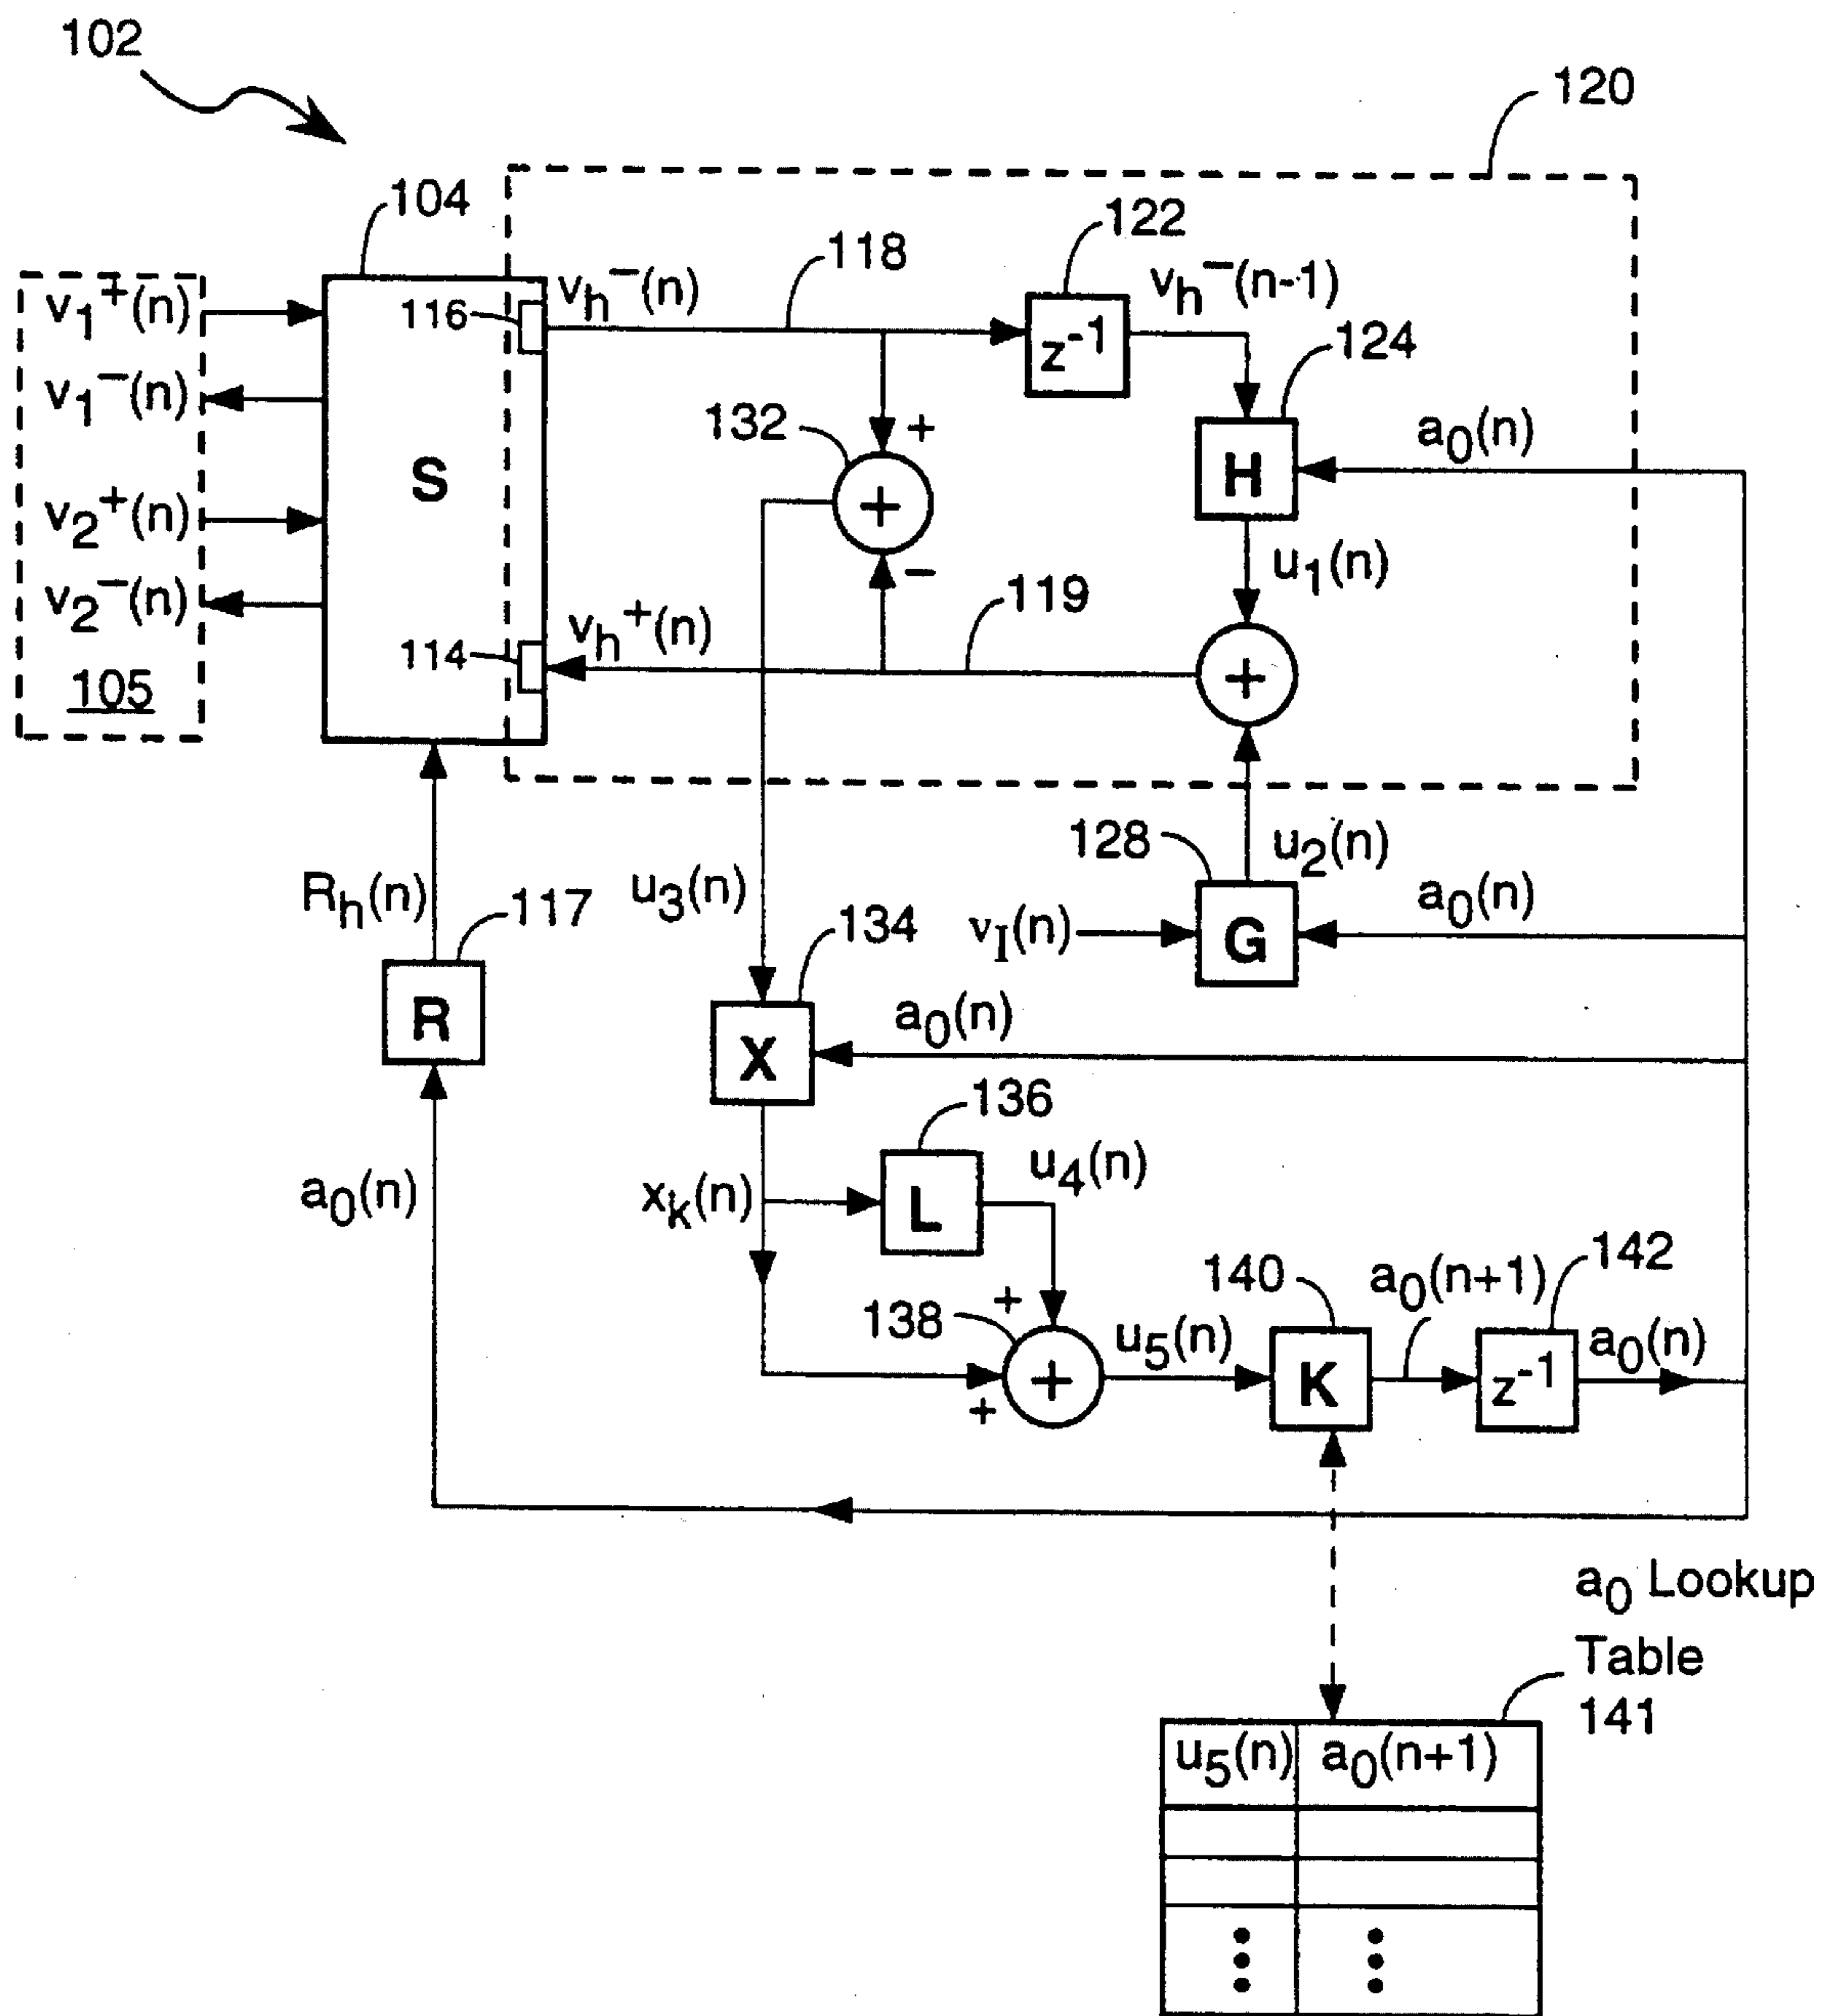 102
120
104
122
118
v₁⁺(n)
v₁⁻(n)
v₂⁺(n)
v₂⁻(n)
105
S
116
114
vₕ⁻(n)
z⁻¹
vₕ⁻(n-1)
124
132
+
+
−
H
a₀(n)
u₁(n)
119
vₕ⁺(n)
+
128
u₂(n)
Rₕ(n)
117
u₃(n)
134
v_I(n)
G
a₀(n)
R
X
a₀(n)
136
a₀(n)
xₖ(n)
L
u₄(n)
142
140
a₀(n+1)
138
+
+
+
u₅(n)
K
z⁻¹
a₀(n)
a₀ Lookup
Table
141
u₅(n) a₀(n+1)